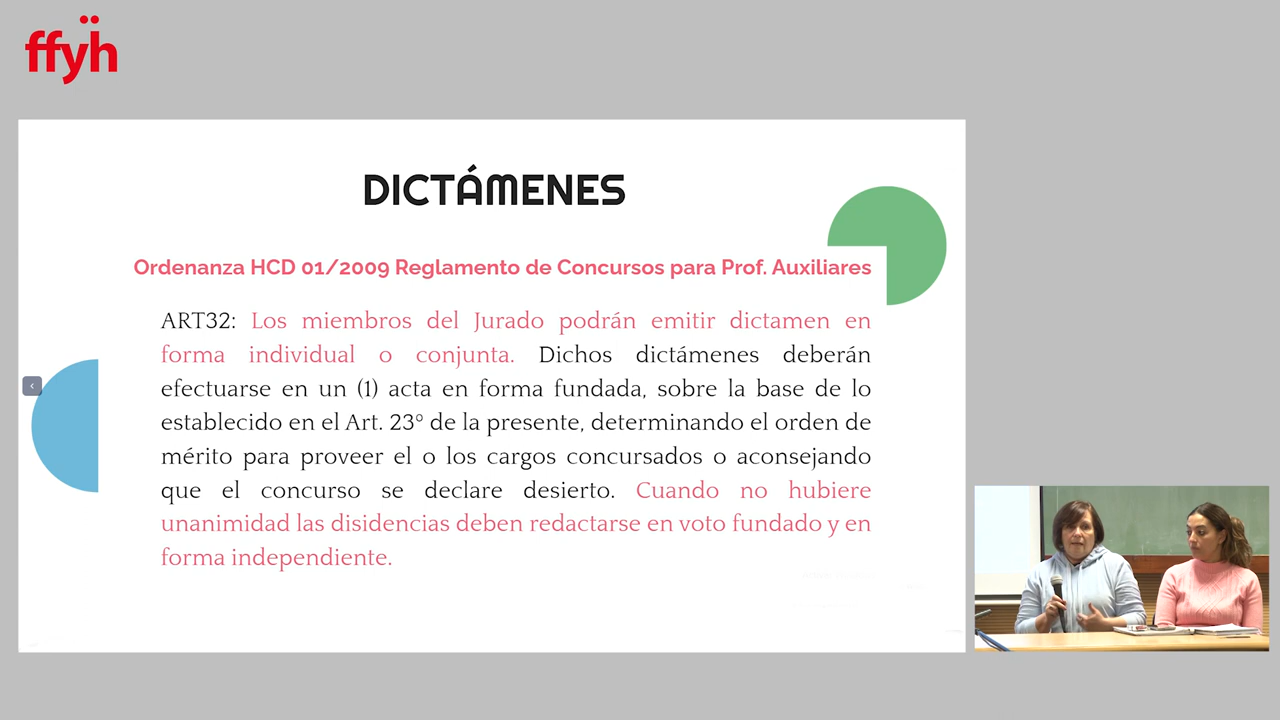 ffÿh
DICTÁMENES
Ordenanza HCD 01/2009 Reglamento de Concursos para Prof. Auxiliares
ART32: Los miembros del Jurado podrán emitir dictamen en
forma individual o conjunta. Dichos dictámenes deberán
efectuarse en un (1) acta en forma fundada, sobre la base de lo
establecido en el Art. 23º de la presente, determinando el orden de
mérito para proveer el o los cargos concursados o aconsejando
que el concurso se declare desierto. Cuando no hubiere
unanimidad las disidencias deben redactarse en voto fundado y en
forma independiente.